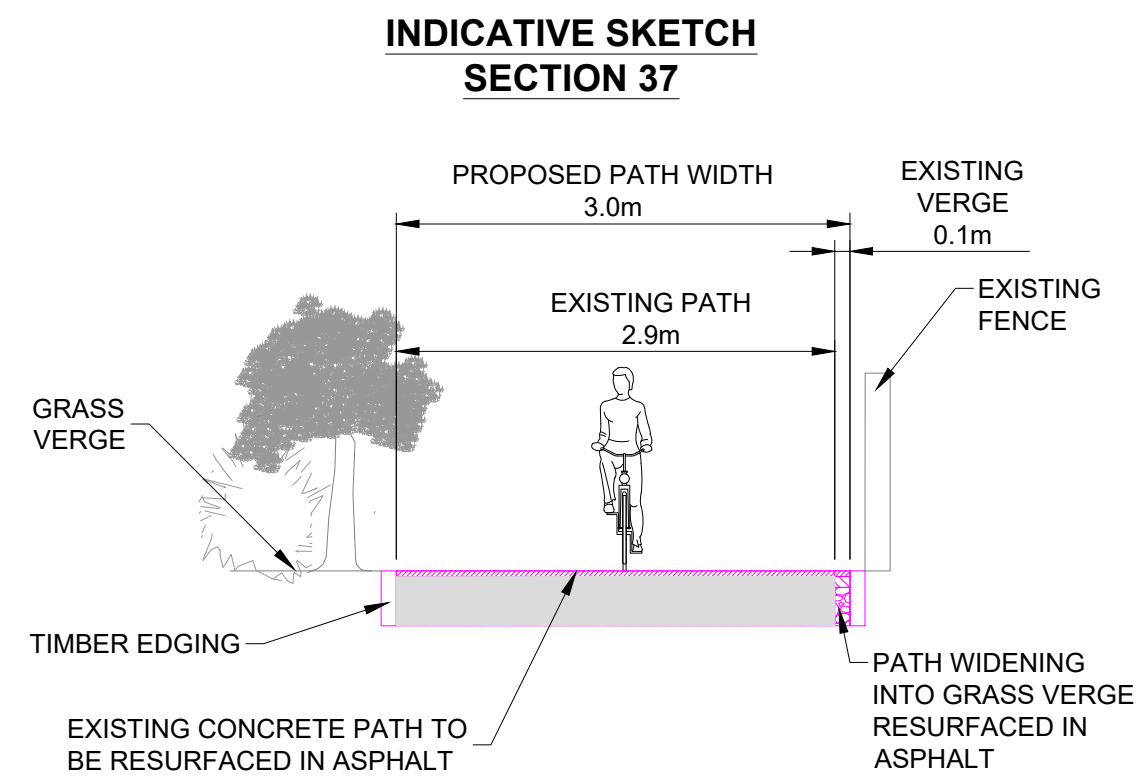 INDICATIVE SKETCH
SECTION 37
PROPOSED PATH WIDTH
3.0m
EXISTING
VERGE
0.1m
EXISTING PATH
2.9m
EXISTING
FENCE
GRASS
VERGE
TIMBER EDGING
EXISTING CONCRETE PATH TO
BE RESURFACED IN ASPHALT
PATH WIDENING
INTO GRASS VERGE
RESURFACED IN
ASPHALT